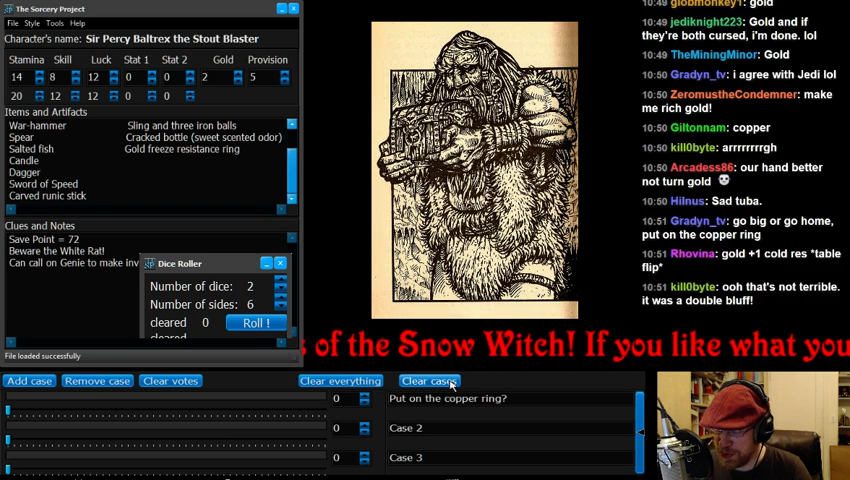 The Sorcery Project
File Style Tools Help
Character's name: Sir Percy Baltrex the Stout Blaster
Stamina Skill Luck Stat 1 Stat 2 Gold Provision
14 8 12 0 0 2 5
20 12 12 0 0
Items and Artifacts
War-hammer Sling and three iron balls
Spear Cracked bottle (sweet scented odor)
Salted fish Gold freeze resistance ring
Candle
Dagger
Sword of Speed
Carved runic stick
Clues and Notes
Save Point = 72
Beware the White Rat!
Can call on Genie to make inv
Dice Roller
Number of dice: 2
Number of sides: 6
cleared 0 Roll !
cleared
File loaded successfully
10:49 globmonkey1: gold
10:49 jediknight223: Gold and if
they're both cursed, i'm done. lol
10:49 TheMiningMinor: Gold
10:50 Gradyn_tv: i agree with Jedi lol
10:50 ZeromustheCondemner: make
me rich gold!
10:50 Giltonnam: copper
10:50 kill0byte: arrrrrrrrgh
10:50 Arcadess86: our hand better
not turn gold
10:51 Hilnus: Sad tuba.
10:51 Gradyn_tv: go big or go home,
put on the copper ring
10:51 Rhovina: gold +1 cold res *table
flip*
10:51 kill0byte: ooh that's not terrible.
it was a double bluff!
s of the Snow Witch! If you like what you
Add case Remove case Clear votes Clear everything Clear cases
0 Put on the copper ring?
0 Case 2
0 Case 3